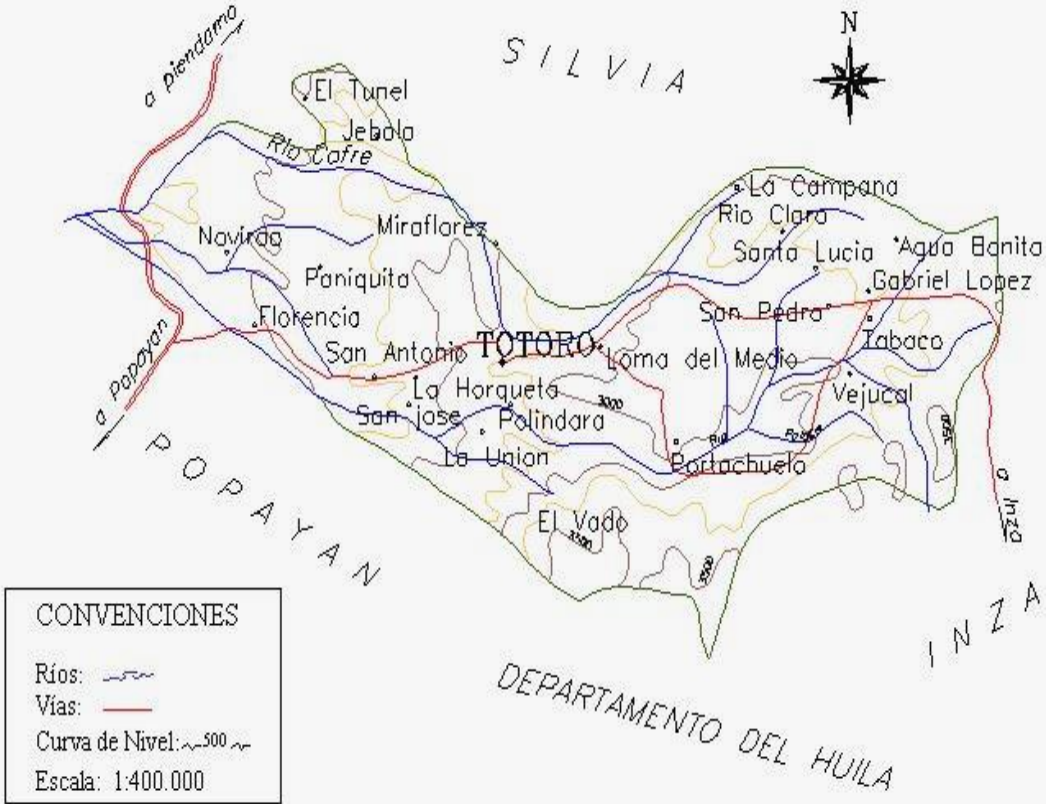 a piendamo
SILVIA
N
El Tunel
Jebala
Rio Cofre
La Campana
Rio Claro
Miraflorez
Novirao
Santa Lucia
Agua Bonita
Paniquita
Gabriel Lopez
Florencia
San Pedro
a Popayan
San Antonio
TOTORO
Loma del Medio
Tabaco
La Horqueta
Vejucal
3000
San jose
Polindara
Rio
Portachuelo
3500
La Union
El Vado
3500
3500
a Inza
POPAYAN
INZA
DEPARTAMENTO DEL HUILA
CONVENCIONES
Ríos:
Vías:
Curva de Nivel: 500
Escala: 1:400.000